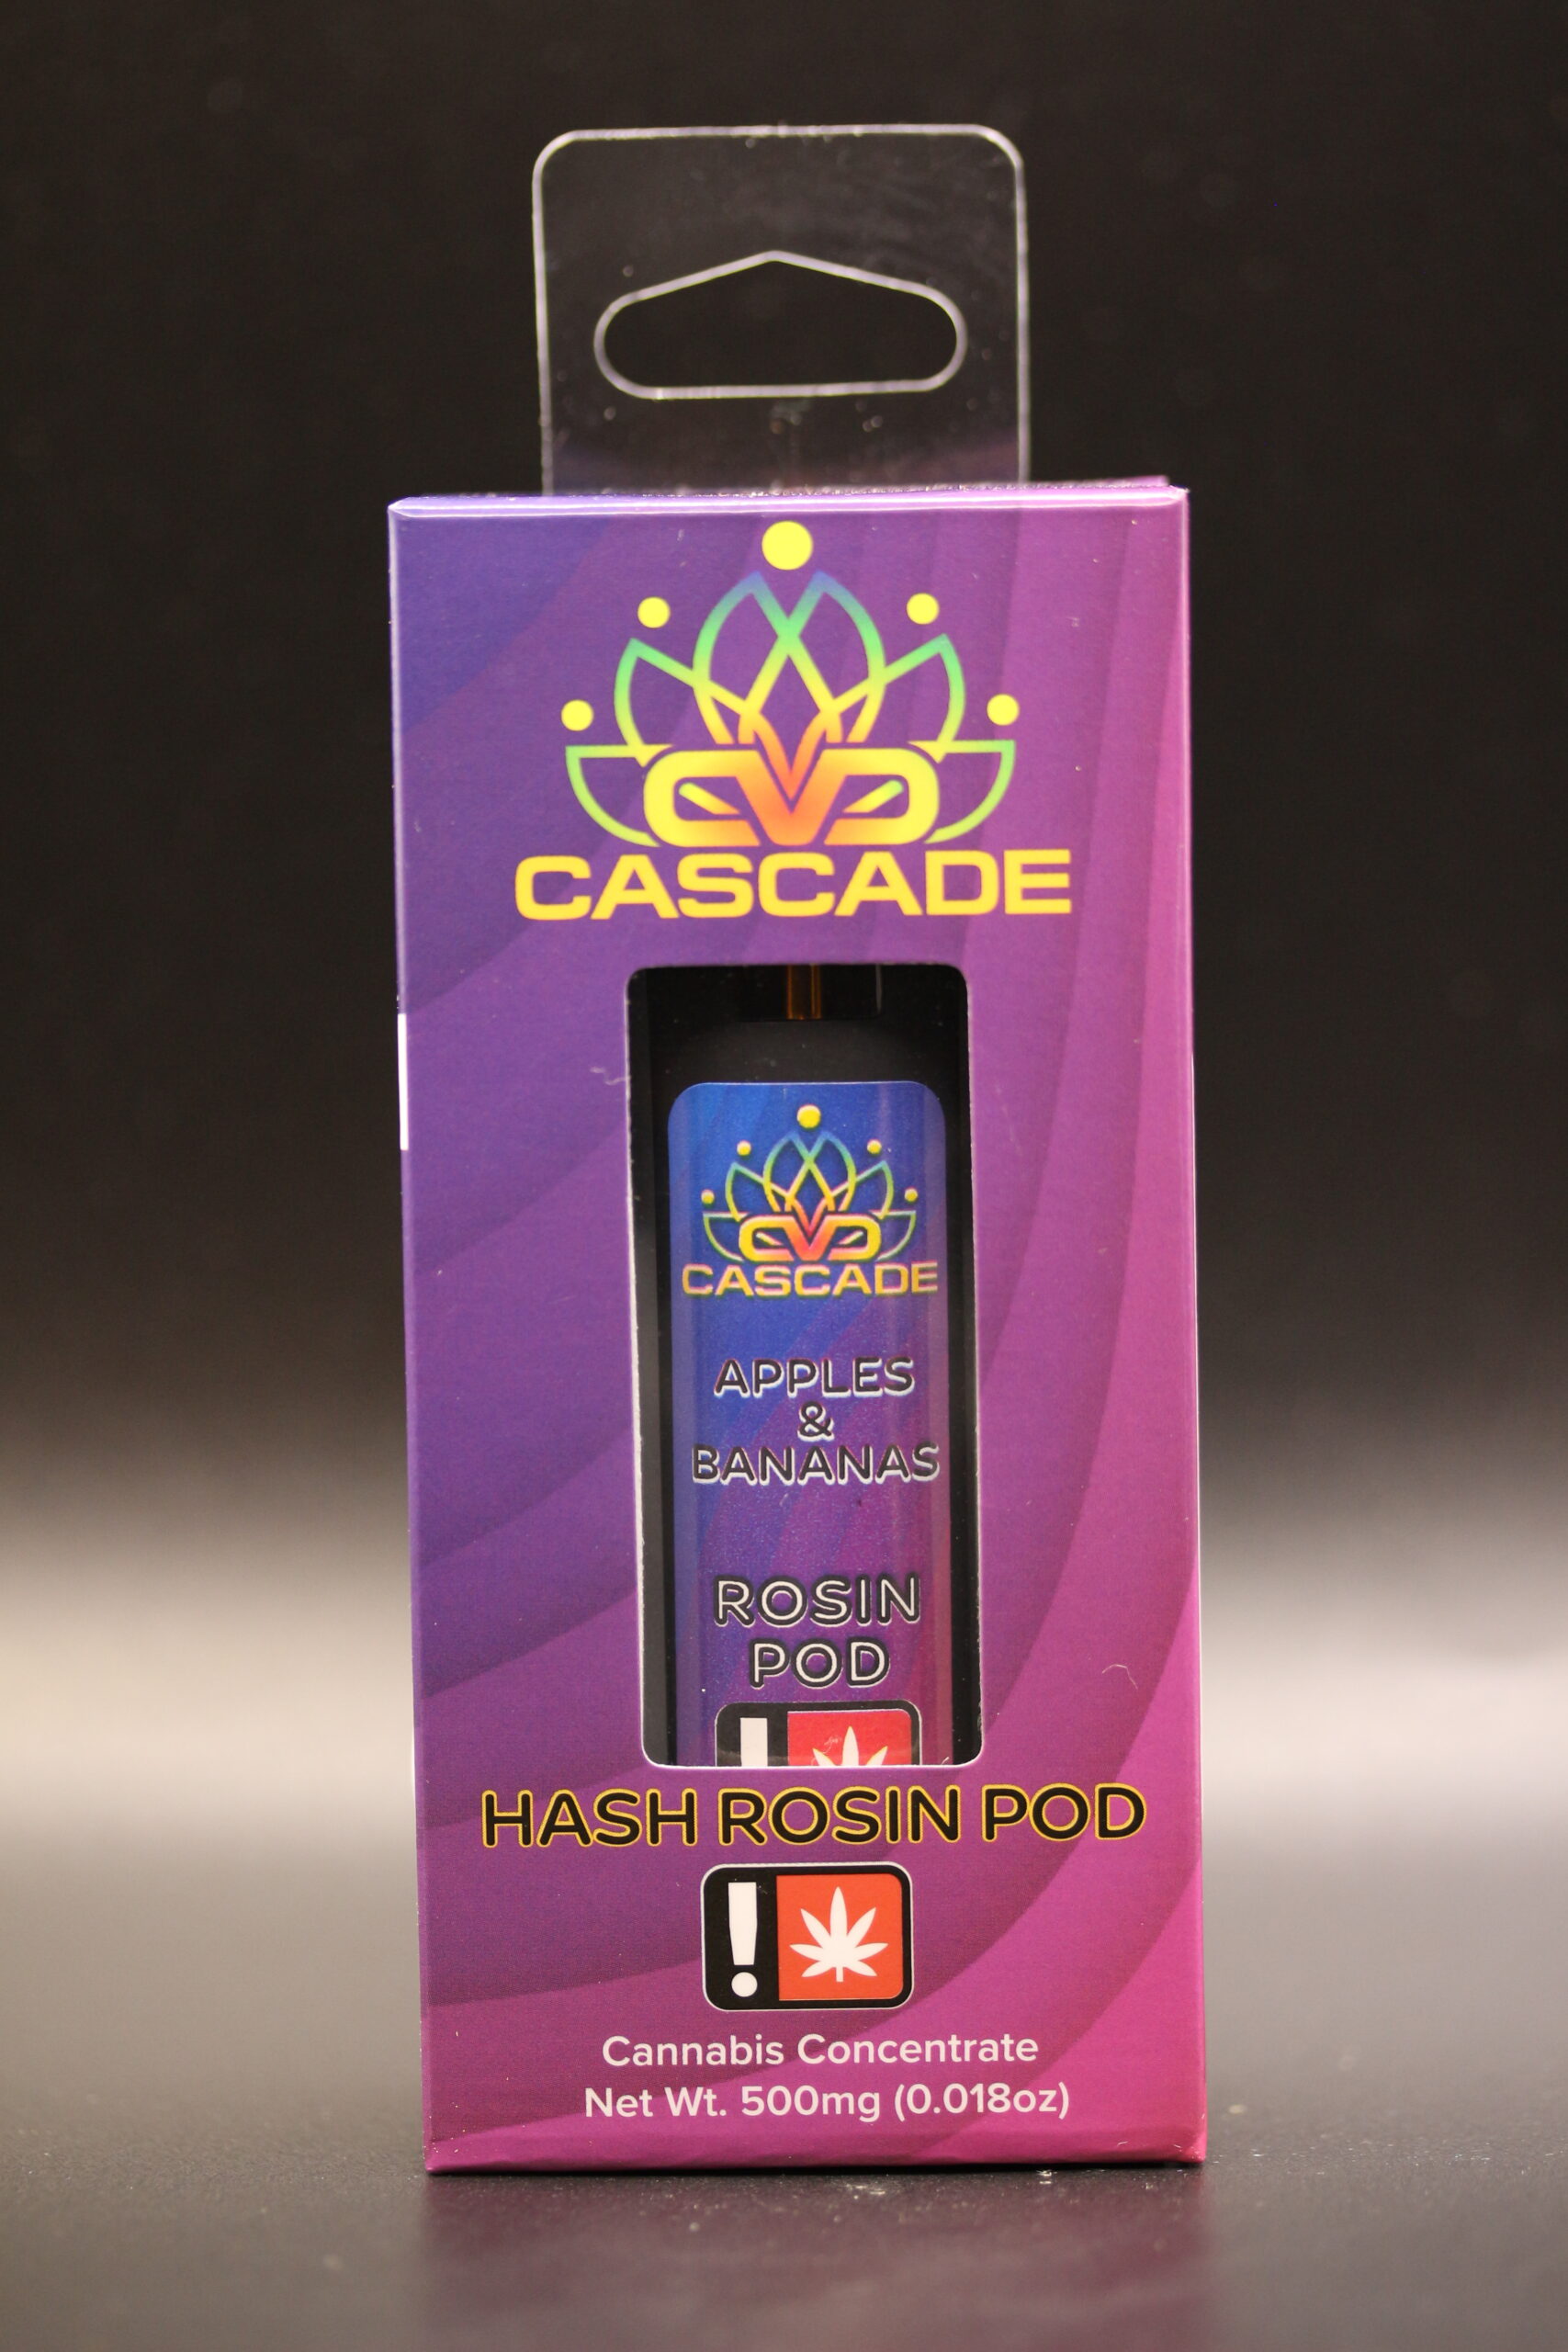 CASCADE
CASCADE
APPLES
&
BANANAS
ROSIN
POD
!
HASH ROSIN POD
!
Cannabis Concentrate
Net Wt. 500mg (0.018oz)